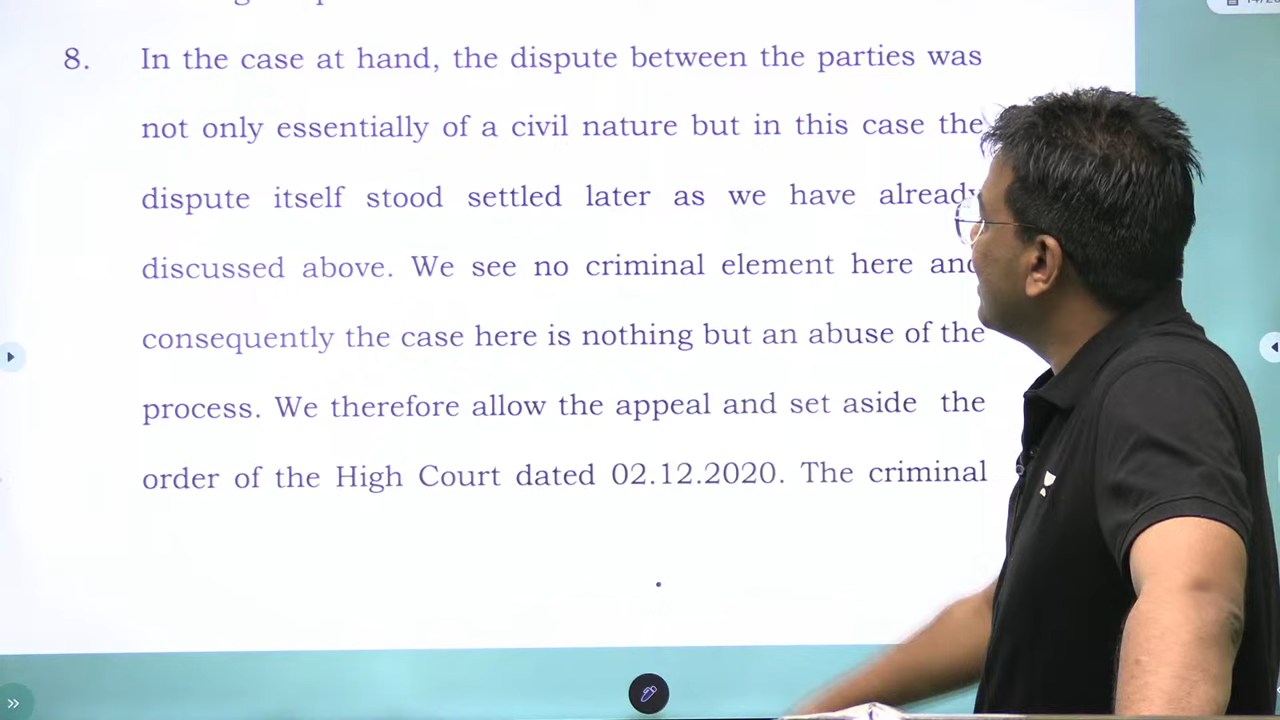 8. In the case at hand, the dispute between the parties was
not only essentially of a civil nature but in this case the
dispute itself stood settled later as we have already
discussed above. We see no criminal element here and
consequently the case here is nothing but an abuse of the
process. We therefore allow the appeal and set aside the
order of the High Court dated 02.12.2020. The criminal